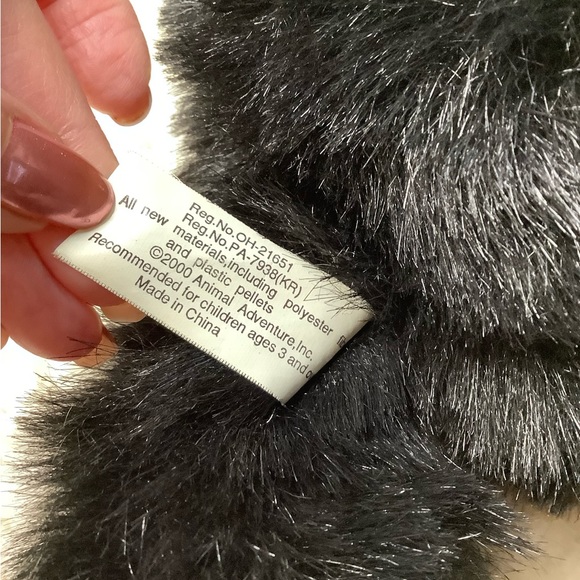 Reg.No.OH-21651
Reg.No.PA-7938(KR)
All new materials,including polyester
and plastic pellets
©2000 Animal Adventure,Inc.
Recommended for children ages 3 and
Made in China